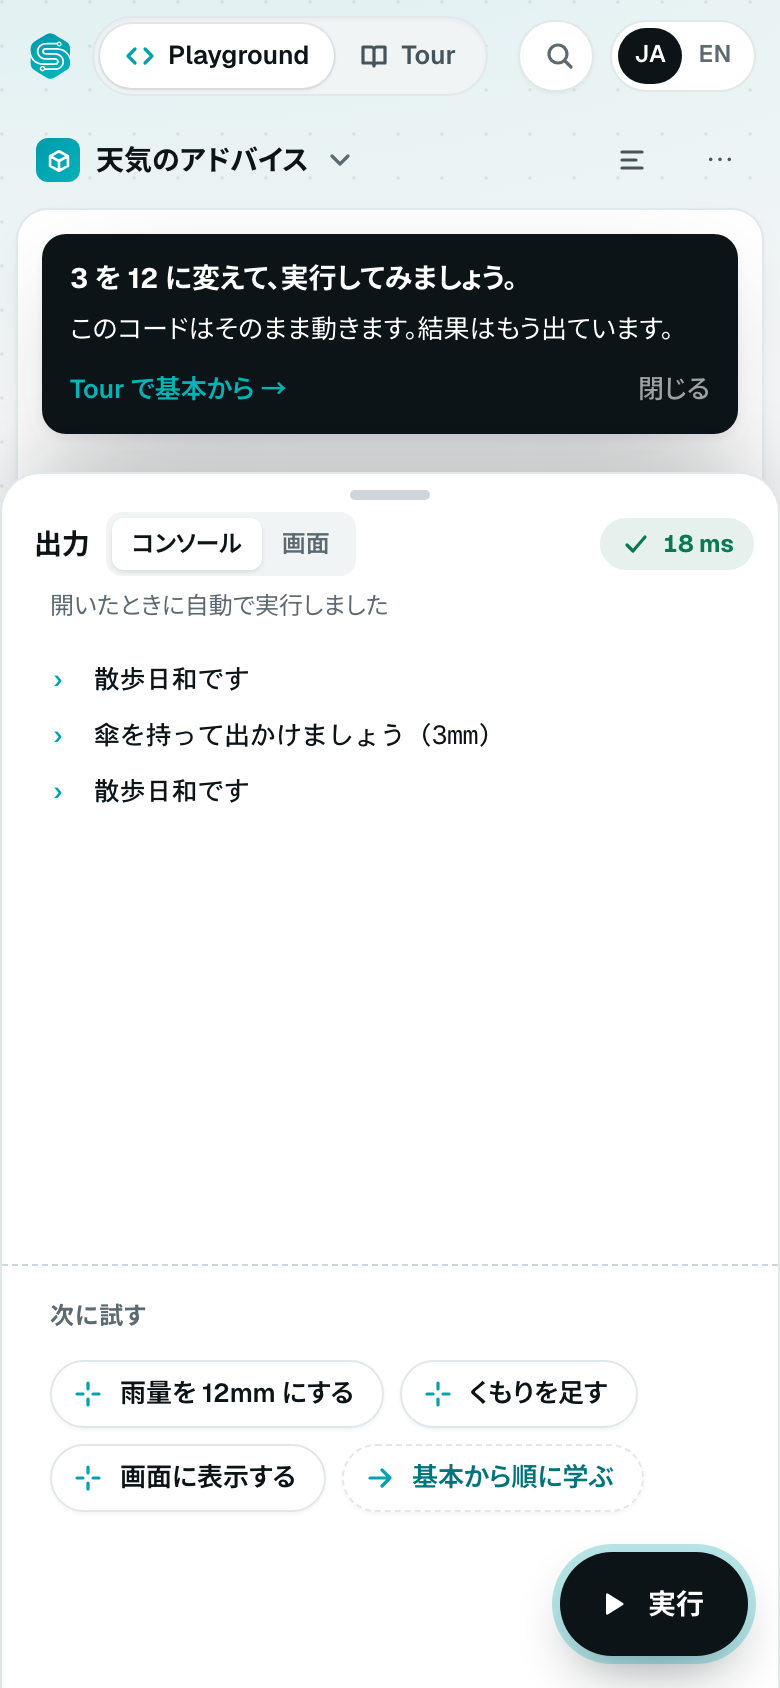 Playground
Tour
JA
EN
天気のアドバイス
3 を 12 に変えて、実行してみましょう。
このコードはそのまま動きます。結果はもう出ています。
Tour で基本から →
閉じる
出力
コンソール
画面
18 ms
開いたときに自動で実行しました
› 散歩日和です
› 傘を持って出かけましょう（3mm）
› 散歩日和です
次に試す
雨量を 12mm にする
くもりを足す
画面に表示する
→ 基本から順に学ぶ
実行